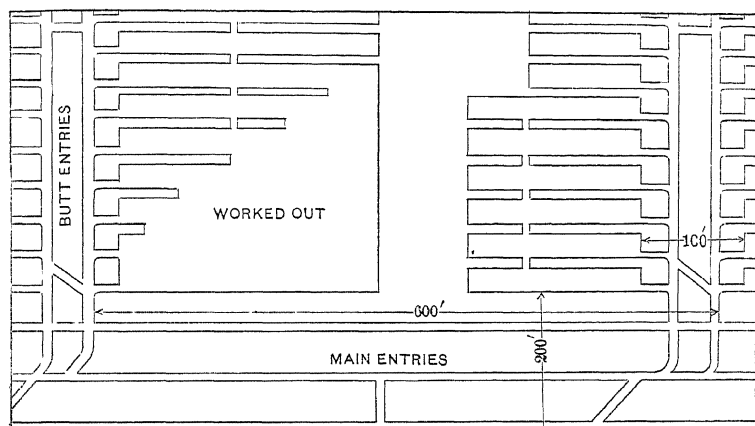 BUTT ENTRIES
WORKED OUT
100'
600'
200'
MAIN ENTRIES